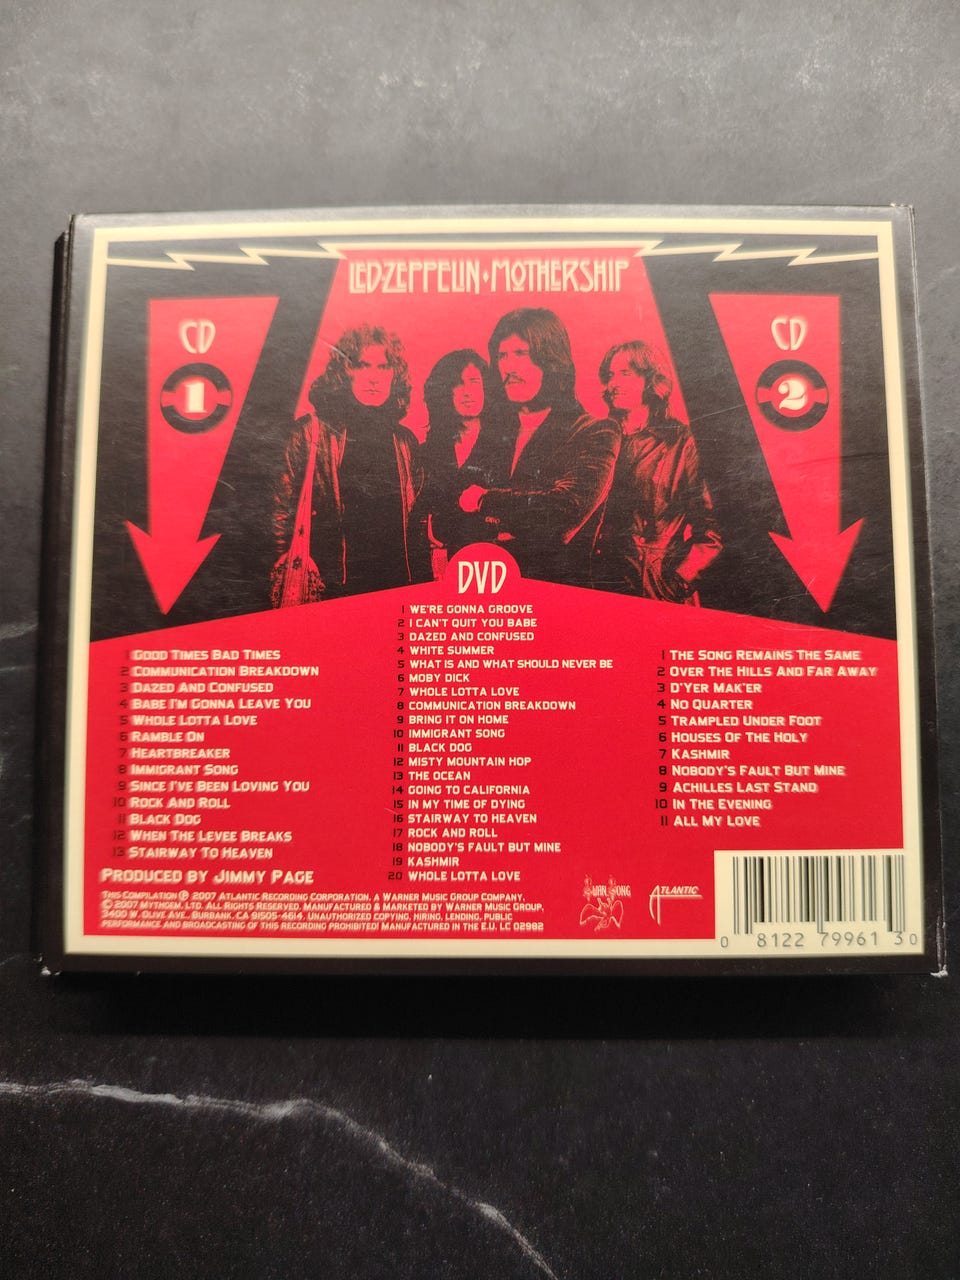 LED-ZEPPELIN · MOTHERSHIP
CD
1
CD
2
DVD
1 GOOD TIMES BAD TIMES
2 COMMUNICATION BREAKDOWN
3 DAZED AND CONFUSED
4 BABE I'M GONNA LEAVE YOU
5 WHOLE LOTTA LOVE
6 RAMBLE ON
7 HEARTBREAKER
8 IMMIGRANT SONG
9 SINCE I'VE BEEN LOVING YOU
10 ROCK AND ROLL
11 BLACK DOG
12 WHEN THE LEVEE BREAKS
13 STAIRWAY TO HEAVEN
1 WE'RE GONNA GROOVE
2 I CAN'T QUIT YOU BABE
3 DAZED AND CONFUSED
4 WHITE SUMMER
5 WHAT IS AND WHAT SHOULD NEVER BE
6 MOBY DICK
7 WHOLE LOTTA LOVE
8 COMMUNICATION BREAKDOWN
9 BRING IT ON HOME
10 IMMIGRANT SONG
11 BLACK DOG
12 MISTY MOUNTAIN HOP
13 THE OCEAN
14 GOING TO CALIFORNIA
15 IN MY TIME OF DYING
16 STAIRWAY TO HEAVEN
17 ROCK AND ROLL
18 NOBODY'S FAULT BUT MINE
19 KASHMIR
20 WHOLE LOTTA LOVE
1 THE SONG REMAINS THE SAME
2 OVER THE HILLS AND FAR AWAY
3 D'YER MAK'ER
4 NO QUARTER
5 TRAMPLED UNDER FOOT
6 HOUSES OF THE HOLY
7 KASHMIR
8 NOBODY'S FAULT BUT MINE
9 ACHILLES LAST STAND
10 IN THE EVENING
11 ALL MY LOVE
PRODUCED BY JIMMY PAGE
THIS COMPILATION ℗ 2007 ATLANTIC RECORDING CORPORATION, A WARNER MUSIC GROUP COMPANY.
© 2007 MYTHGEM, LTD. ALL RIGHTS RESERVED. MANUFACTURED & MARKETED BY WARNER MUSIC GROUP,
3400 W. OLIVE AVE., BURBANK, CA 91505-4614. UNAUTHORIZED COPYING, HIRING, LENDING, PUBLIC
PERFORMANCE AND BROADCASTING OF THIS RECORDING PROHIBITED! MANUFACTURED IN THE E.U. LC 02982
SWAN SONG
ATLANTIC
0 8122 79961 3 0